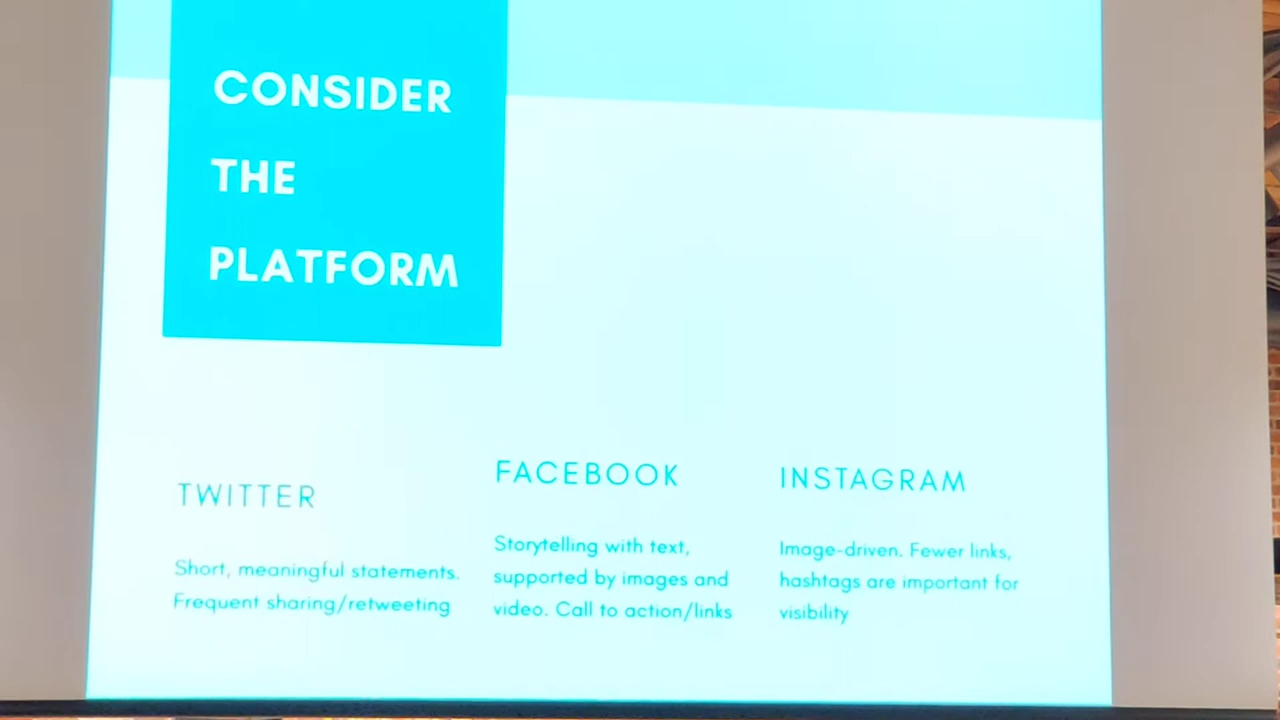 CONSIDER
THE
PLATFORM
TWITTER
Short, meaningful statements.
Frequent sharing/retweeting
FACEBOOK
Storytelling with text,
supported by images and
video. Call to action/links
INSTAGRAM
Image-driven. Fewer links,
hashtags are important for
visibility